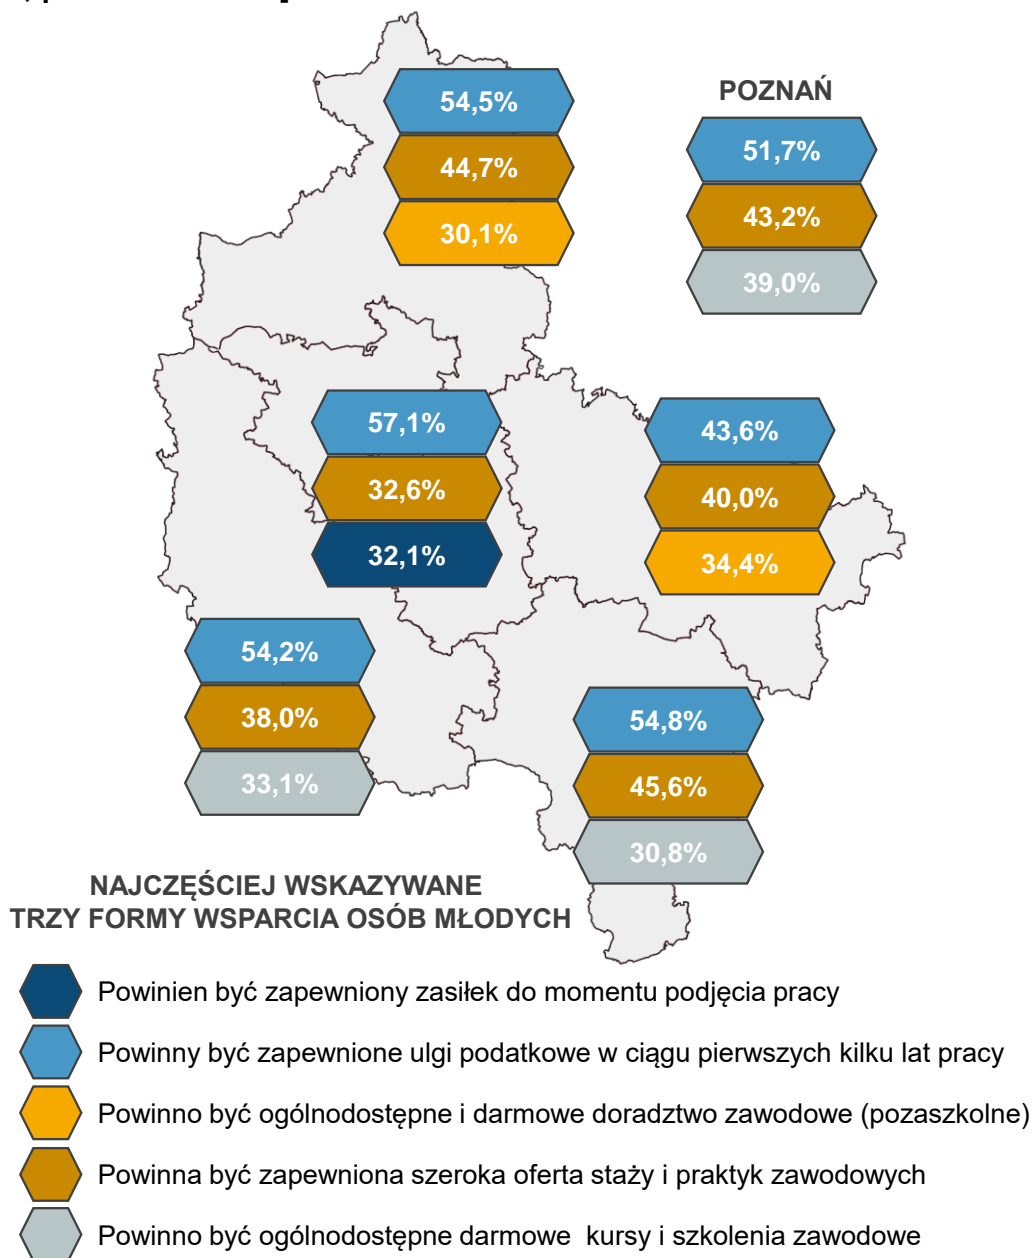 54,5%
44,7%
30,1%
POZNAŃ
51,7%
43,2%
39,0%
57,1%
32,6%
32,1%
43,6%
40,0%
34,4%
54,2%
38,0%
33,1%
54,8%
45,6%
30,8%
NAJCZĘŚCIEJ WSKAZYWANE
TRZY FORMY WSPARCIA OSÓB MŁODYCH
Powinien być zapewniony zasiłek do momentu podjęcia pracy
Powinny być zapewnione ulgi podatkowe w ciągu pierwszych kilku lat pracy
Powinno być ogólnodostępne i darmowe doradztwo zawodowe (pozaszkolne)
Powinna być zapewniona szeroka oferta staży i praktyk zawodowych
Powinno być ogólnodostępne darmowe  kursy i szkolenia zawodowe